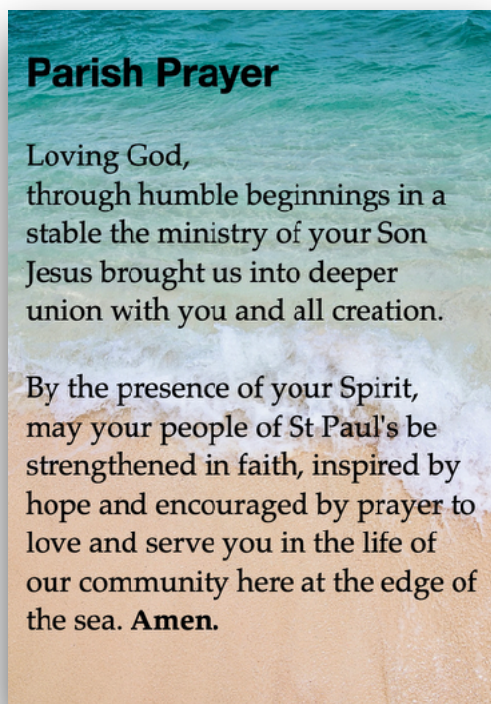 Parish Prayer
Loving God,
through humble beginnings in a
stable the ministry of your Son
Jesus brought us into deeper
union with you and all creation.
By the presence of your Spirit,
may your people of St Paul's be
strengthened in faith, inspired by
hope and encouraged by prayer to
love and serve you in the life of
our community here at the edge of
the sea. Amen.